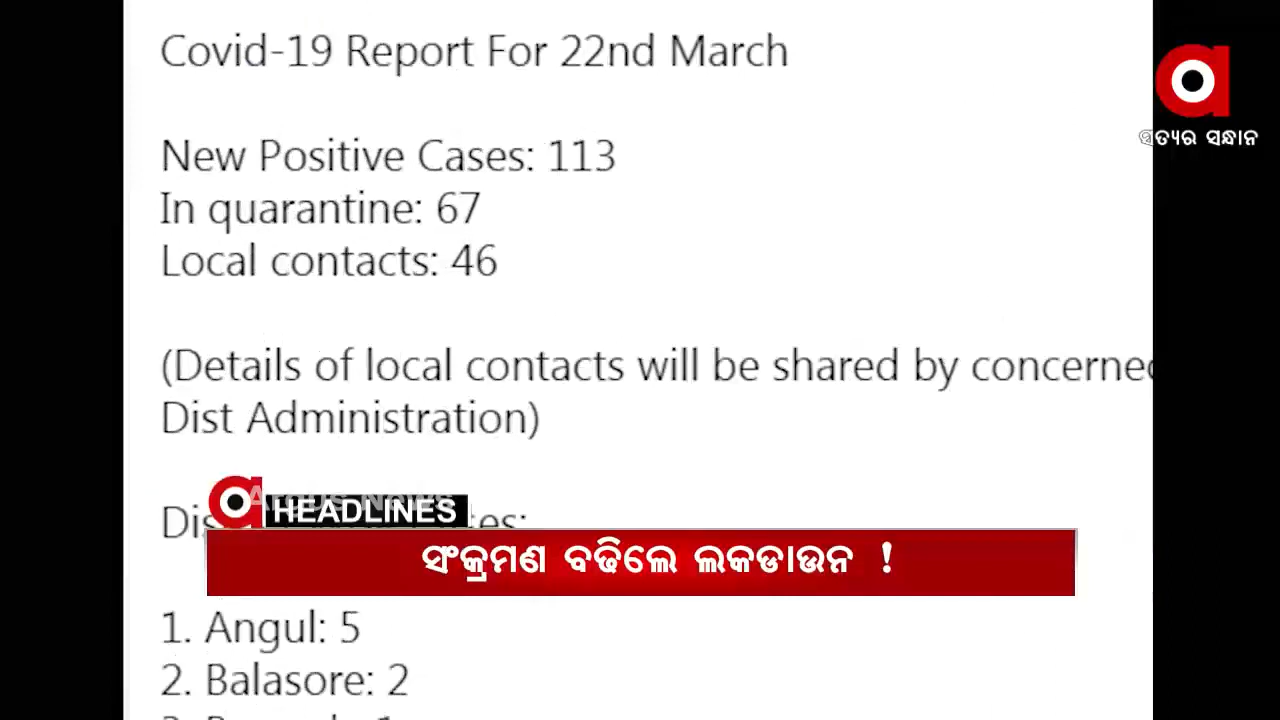 Covid-19 Report For 22nd March
ସତ୍ୟର ସନ୍ଧାନ
New Positive Cases: 113
In quarantine: 67
Local contacts: 46
(Details of local contacts will be shared by concerned
Dist Administration)
Argus News
HEADLINES
ସଂକ୍ରମଣ ବଢିଲେ ଲକଡାଉନ !
1. Angul: 5
2. Balasore: 2